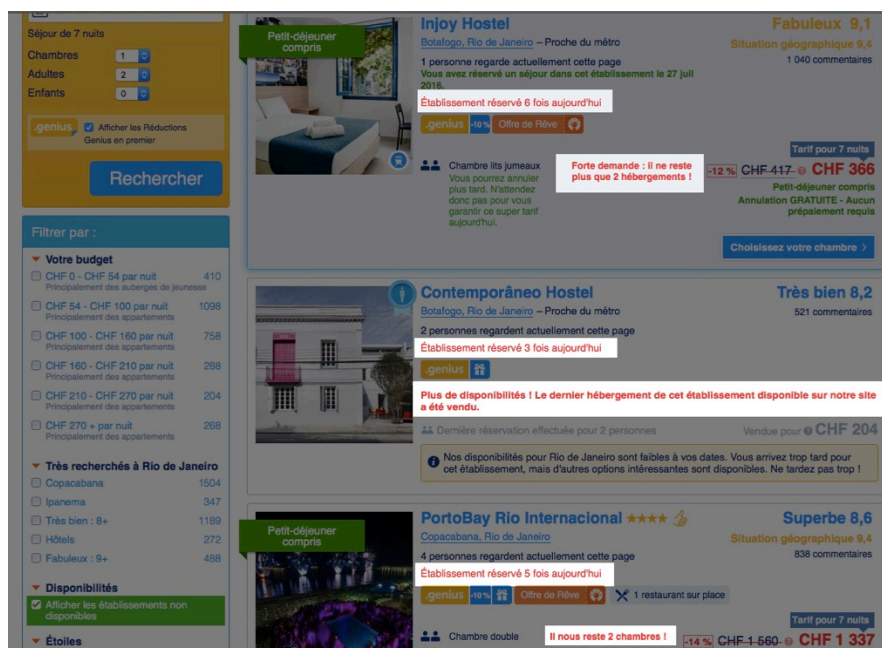 Séjour de 7 nuits
Chambres 1
Adultes 2
Enfants 0
.genius Afficher les Réductions
Genius en premier
Rechercher
Filtrer par :
Votre budget
CHF 0 - CHF 54 par nuit 410
Principalement des auberges de jeunesse
CHF 54 - CHF 100 par nuit 1098
Principalement des appartements
CHF 100 - CHF 160 par nuit 758
Principalement des appartements
CHF 160 - CHF 210 par nuit 288
Principalement des appartements
CHF 210 - CHF 270 par nuit 204
Principalement des appartements
CHF 270 + par nuit 268
Principalement des appartements
Très recherchés à Rio de Janeiro
Copacabana 1504
Ipanema 347
Très bien : 8+ 1189
Hôtels 272
Fabuleux : 9+ 488
Disponibilités
Afficher les établissements non
disponibles
Étoiles
Petit-déjeuner
compris
Injoy Hostel
Fabuleux 9,1
Botafogo, Rio de Janeiro – Proche du métro
Situation géographique 9,4
1 personne regarde actuellement cette page
1 040 commentaires
Vous avez réservé un séjour dans cet établissement le 27 juil
2016.
Établissement réservé 6 fois aujourd'hui
.genius -10% Offre de Rêve
Tarif pour 7 nuits
Chambre lits jumeaux
Vous pourrez annuler
plus tard. N'attendez
donc pas pour vous
garantir ce super tarif
aujourd'hui.
Forte demande : il ne reste
plus que 2 hébergements !
-12 % CHF 417 CHF 366
Petit-déjeuner compris
Annulation GRATUITE - Aucun
prépaiement requis
Choisissez votre chambre
Contemporâneo Hostel
Très bien 8,2
Botafogo, Rio de Janeiro – Proche du métro
521 commentaires
2 personnes regardent actuellement cette page
Établissement réservé 3 fois aujourd'hui
.genius
Plus de disponibilités ! Le dernier hébergement de cet établissement disponible sur notre site
a été vendu.
Dernière réservation effectuée pour 2 personnes
Vendue pour CHF 204
Nos disponibilités pour Rio de Janeiro sont faibles à vos dates. Vous arrivez trop tard pour
cet établissement, mais d'autres options intéressantes sont disponibles. Ne tardez pas trop !
Petit-déjeuner
compris
PortoBay Rio Internacional
Superbe 8,6
Copacabana, Rio de Janeiro
Situation géographique 9,4
4 personnes regardent actuellement cette page
838 commentaires
Établissement réservé 5 fois aujourd'hui
.genius -10% Offre de Rêve 1 restaurant sur place
Tarif pour 7 nuits
Chambre double
Il nous reste 2 chambres !
-14 % CHF 1 560 CHF 1 337